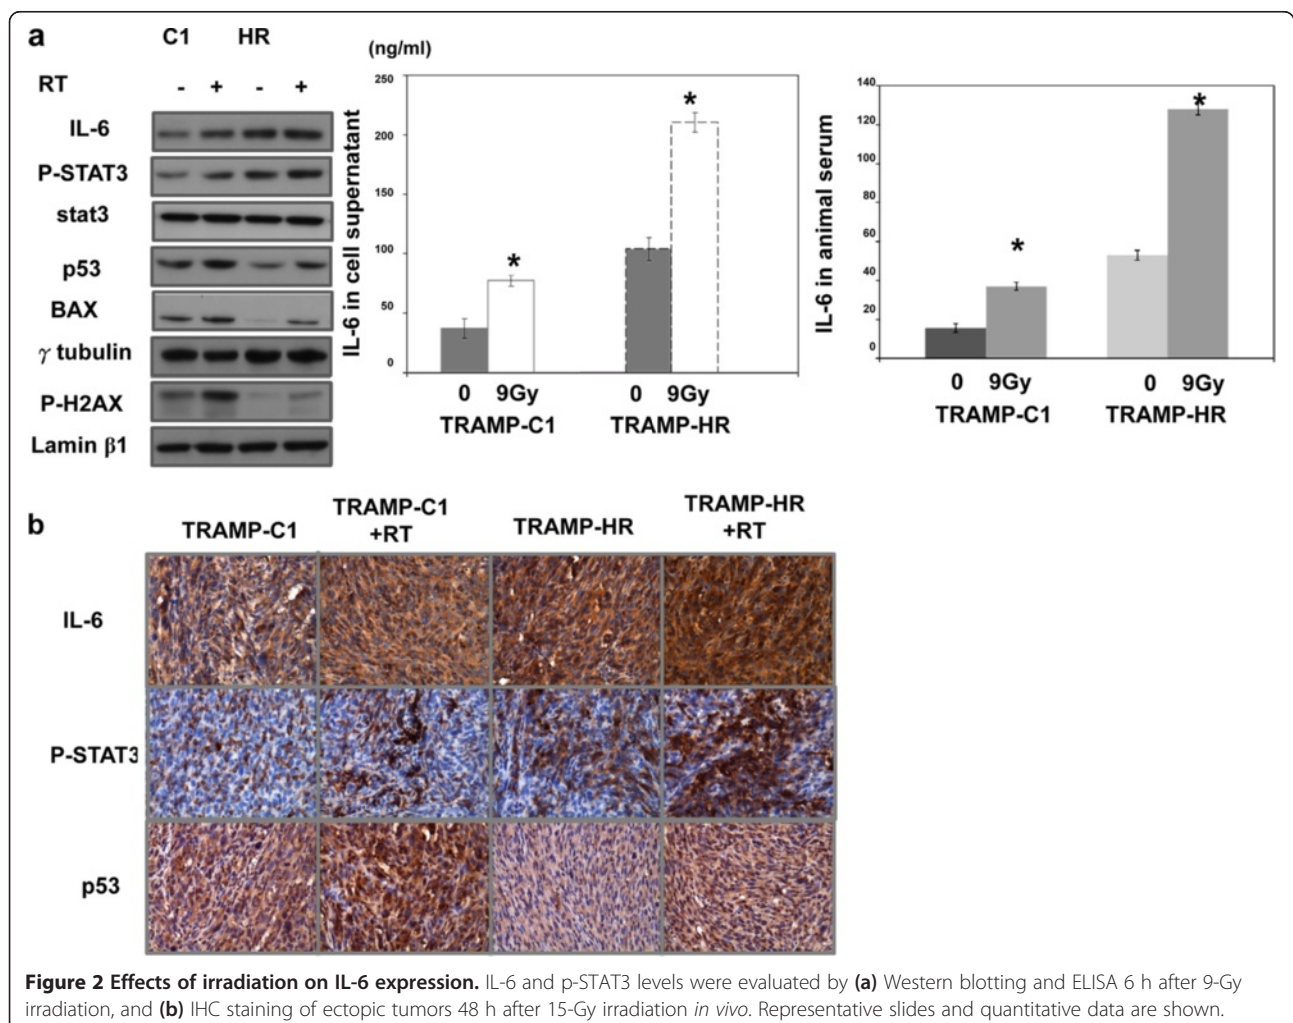 a
C1 HR
RT - + - +
IL-6
P-STAT3
stat3
p53
BAX
γ tubulin
P-H2AX
Lamin β1
(ng/ml)
IL-6 in cell supernatant
250
200
150
100
50
0
*
*
0 9Gy 0 9Gy
TRAMP-C1 TRAMP-HR
IL-6 in animal serum
140
120
100
80
60
40
20
0
*
*
0 9Gy 0 9Gy
TRAMP-C1 TRAMP-HR
b
TRAMP-C1
TRAMP-C1
+RT
TRAMP-HR
TRAMP-HR
+RT
IL-6
P-STAT3
p53
Figure 2 Effects of irradiation on IL-6 expression. IL-6 and p-STAT3 levels were evaluated by (a) Western blotting and ELISA 6 h after 9-Gy
irradiation, and (b) IHC staining of ectopic tumors 48 h after 15-Gy irradiation in vivo. Representative slides and quantitative data are shown.